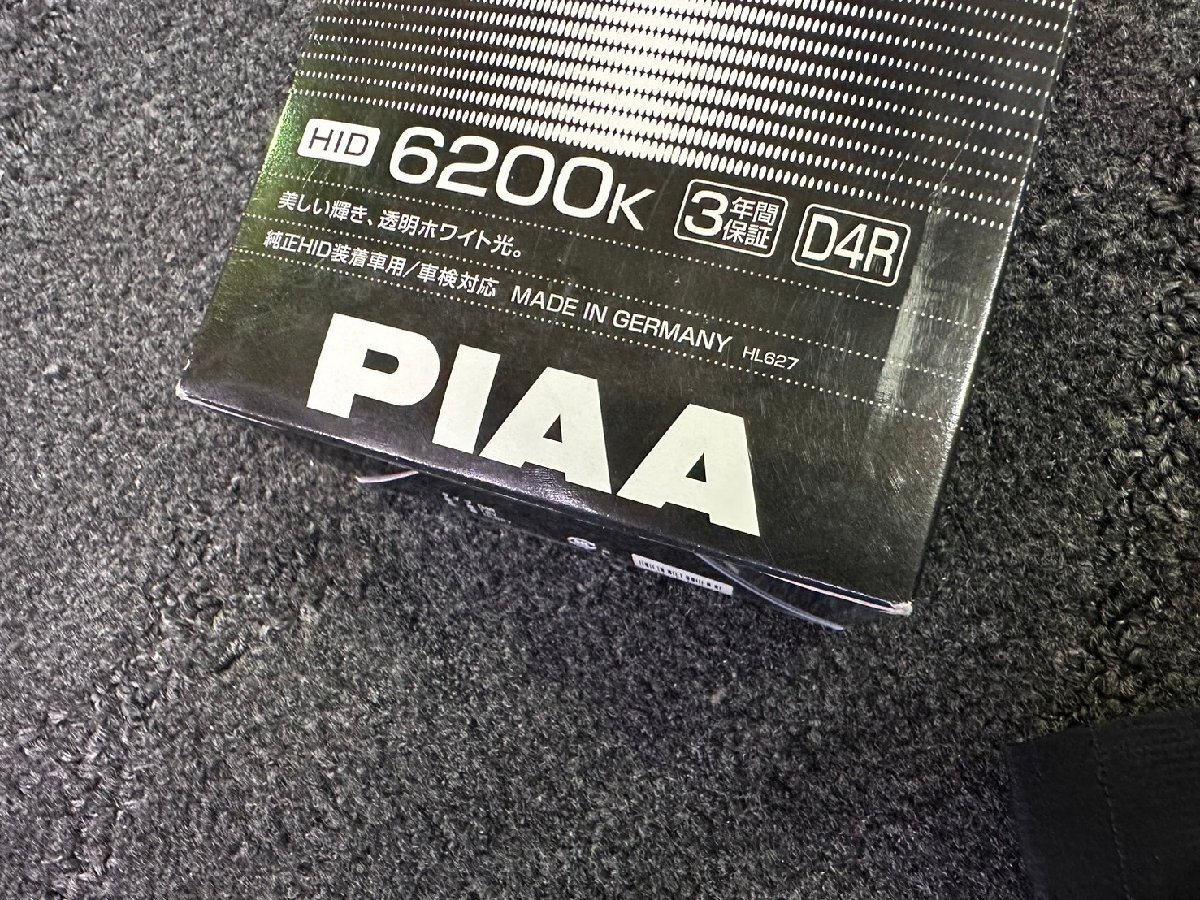 HID 6200K 3年間保証 D4R
美しい輝き、透明ホワイト光。
純正HID装着車用/車検対応 MADE IN GERMANY HL627
PIAA